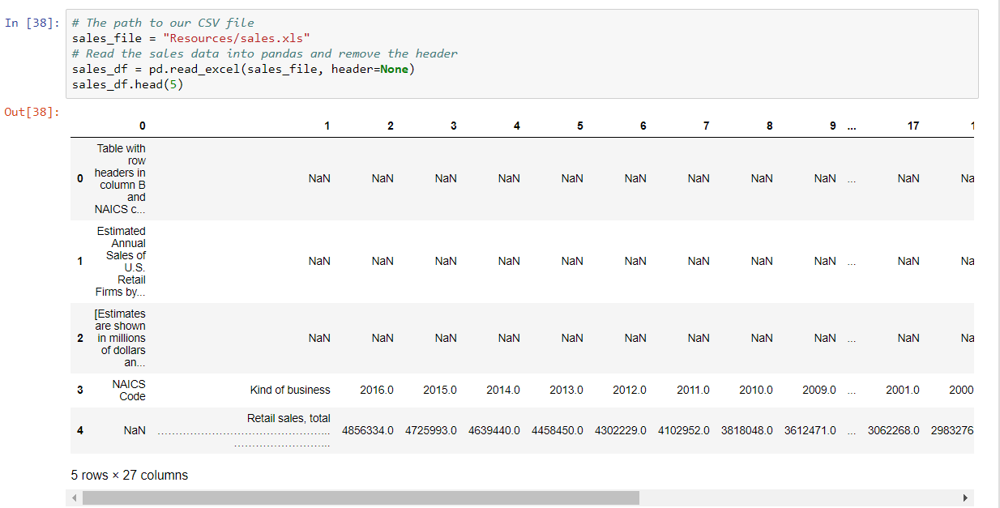 In [38]:
# The path to our CSV file
sales_file = "Resources/sales.xls"
# Read the sales data into pandas and remove the header
sales_df = pd.read_excel(sales_file, header=None)
sales_df.head(5)
Out[38]:
0 1 2 3 4 5 6 7 8 9 ... 17 1
Table with
row
headers in
0 column B NaN NaN NaN NaN NaN NaN NaN NaN NaN ... NaN Na
and
NAICS c...
Estimated
Annual
Sales of
1 U.S. NaN NaN NaN NaN NaN NaN NaN NaN NaN ... NaN Na
Retail
Firms by...
[Estimates
are shown
2 in millions NaN NaN NaN NaN NaN NaN NaN NaN NaN ... NaN Na
of dollars
an...
3 NAICS Kind of business 2016.0 2015.0 2014.0 2013.0 2012.0 2011.0 2010.0 2009.0 ... 2001.0 2000
Code
Retail sales, total
4 NaN ........................................... 4856334.0 4725993.0 4639440.0 4458450.0 4302229.0 4102952.0 3818048.0 3612471.0 ... 3062268.0 2983276
..........................
5 rows × 27 columns